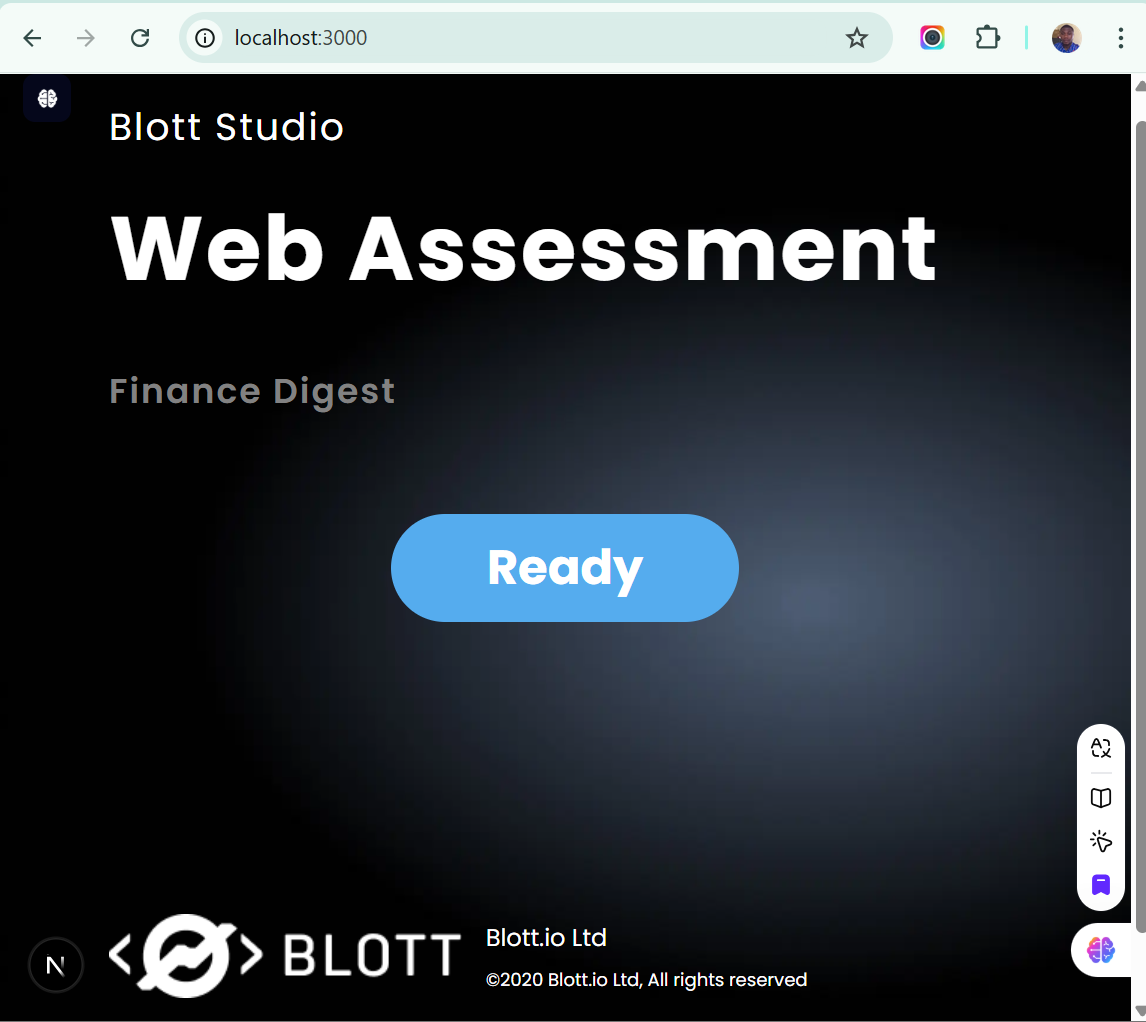 localhost:3000
Blott Studio
Web Assessment
Finance Digest
Ready
N
<BLOTT
Blott.io Ltd
©2020 Blott.io Ltd, All rights reserved